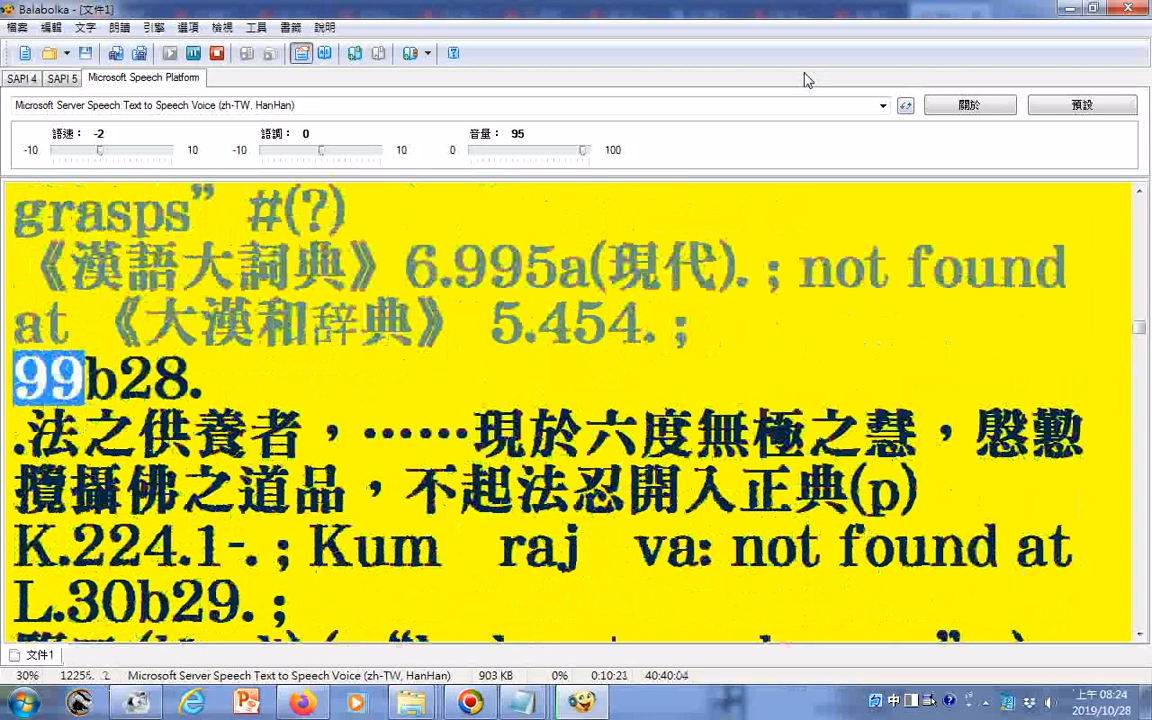 Balabolka - [文件1]
檔案 編輯 文字 朗讀 引擎 選項 檢視 工具 書籤 說明
SAPI 4 SAPI 5 Microsoft Speech Platform
Microsoft Server Speech Text to Speech Voice (zh-TW, HanHan) 關於 預設
語速： -2 語調： 0 音量： 95
-10 10 -10 10 0 100
grasps” #(?)
《漢語大詞典》 6.995a(現代). ; not found
at 《大漢和辞典》 5.454. ;
99b28.
.法之供養者，……現於六度無極之慧，慇懃
攬攝佛之道品，不起法忍開入正典(p)
K.224.1-. ; Kum raj va: not found at
L.30b29. ;
文件1
30% 12255. 2 Microsoft Server Speech Text to Speech Voice (zh-TW, HanHan) 903 KB 0% 0:10:21 40:40:04
中 上午 08:24
2019/10/28